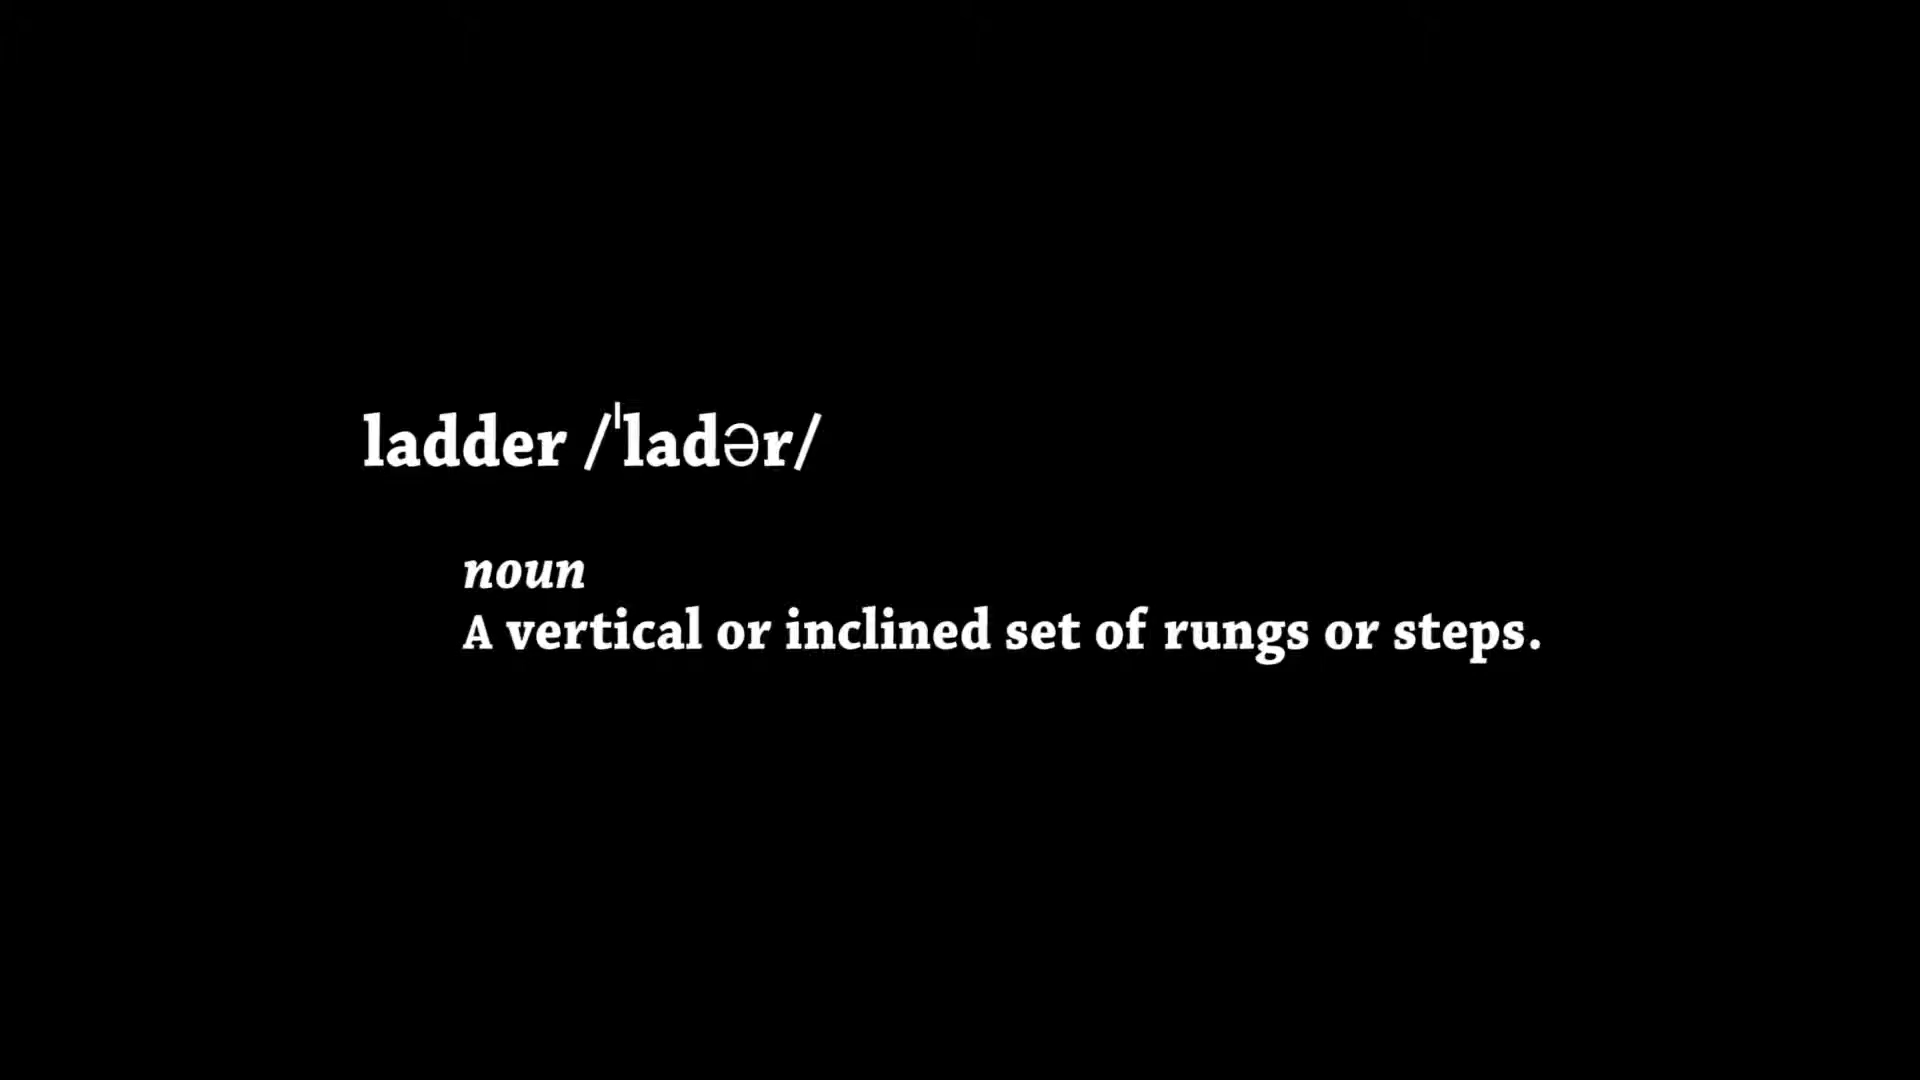 ladder /ˈladər/
noun
A vertical or inclined set of rungs or steps.